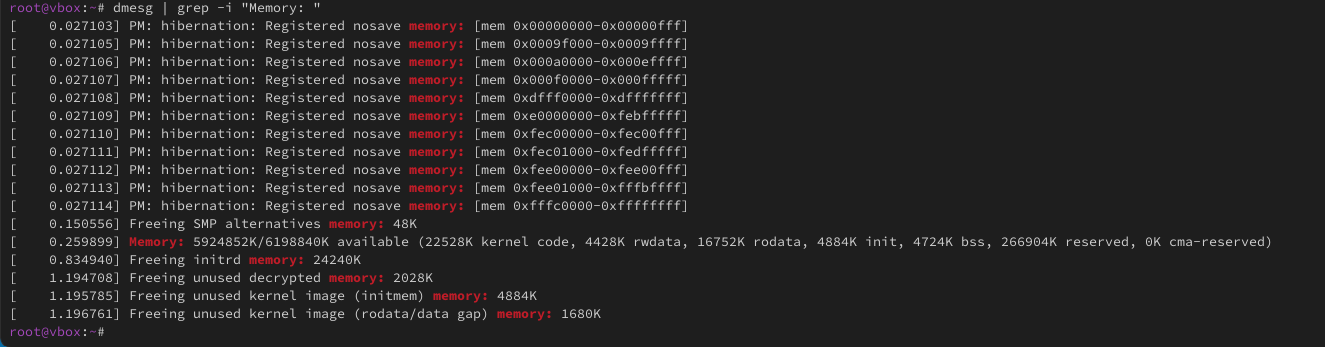 root@vbox:~# dmesg | grep -i "Memory: "
[    0.027103] PM: hibernation: Registered nosave memory: [mem 0x00000000-0x00000fff]
[    0.027105] PM: hibernation: Registered nosave memory: [mem 0x0009f000-0x0009ffff]
[    0.027106] PM: hibernation: Registered nosave memory: [mem 0x000a0000-0x000effff]
[    0.027107] PM: hibernation: Registered nosave memory: [mem 0x000f0000-0x000fffff]
[    0.027108] PM: hibernation: Registered nosave memory: [mem 0xdfff0000-0xdfffffff]
[    0.027109] PM: hibernation: Registered nosave memory: [mem 0xe0000000-0xfebfffff]
[    0.027110] PM: hibernation: Registered nosave memory: [mem 0xfec00000-0xfec00fff]
[    0.027111] PM: hibernation: Registered nosave memory: [mem 0xfec01000-0xfedfffff]
[    0.027112] PM: hibernation: Registered nosave memory: [mem 0xfee00000-0xfee00fff]
[    0.027113] PM: hibernation: Registered nosave memory: [mem 0xfee01000-0xfffbffff]
[    0.027114] PM: hibernation: Registered nosave memory: [mem 0xfffc0000-0xffffffff]
[    0.150556] Freeing SMP alternatives memory: 48K
[    0.259899] Memory: 5924852K/6198840K available (22528K kernel code, 4428K rwdata, 16752K rodata, 4884K init, 4724K bss, 266904K reserved, 0K cma-reserved)
[    0.834940] Freeing initrd memory: 24240K
[    1.194708] Freeing unused decrypted memory: 2028K
[    1.195785] Freeing unused kernel image (initmem) memory: 4884K
[    1.196761] Freeing unused kernel image (rodata/data gap) memory: 1680K
root@vbox:~#